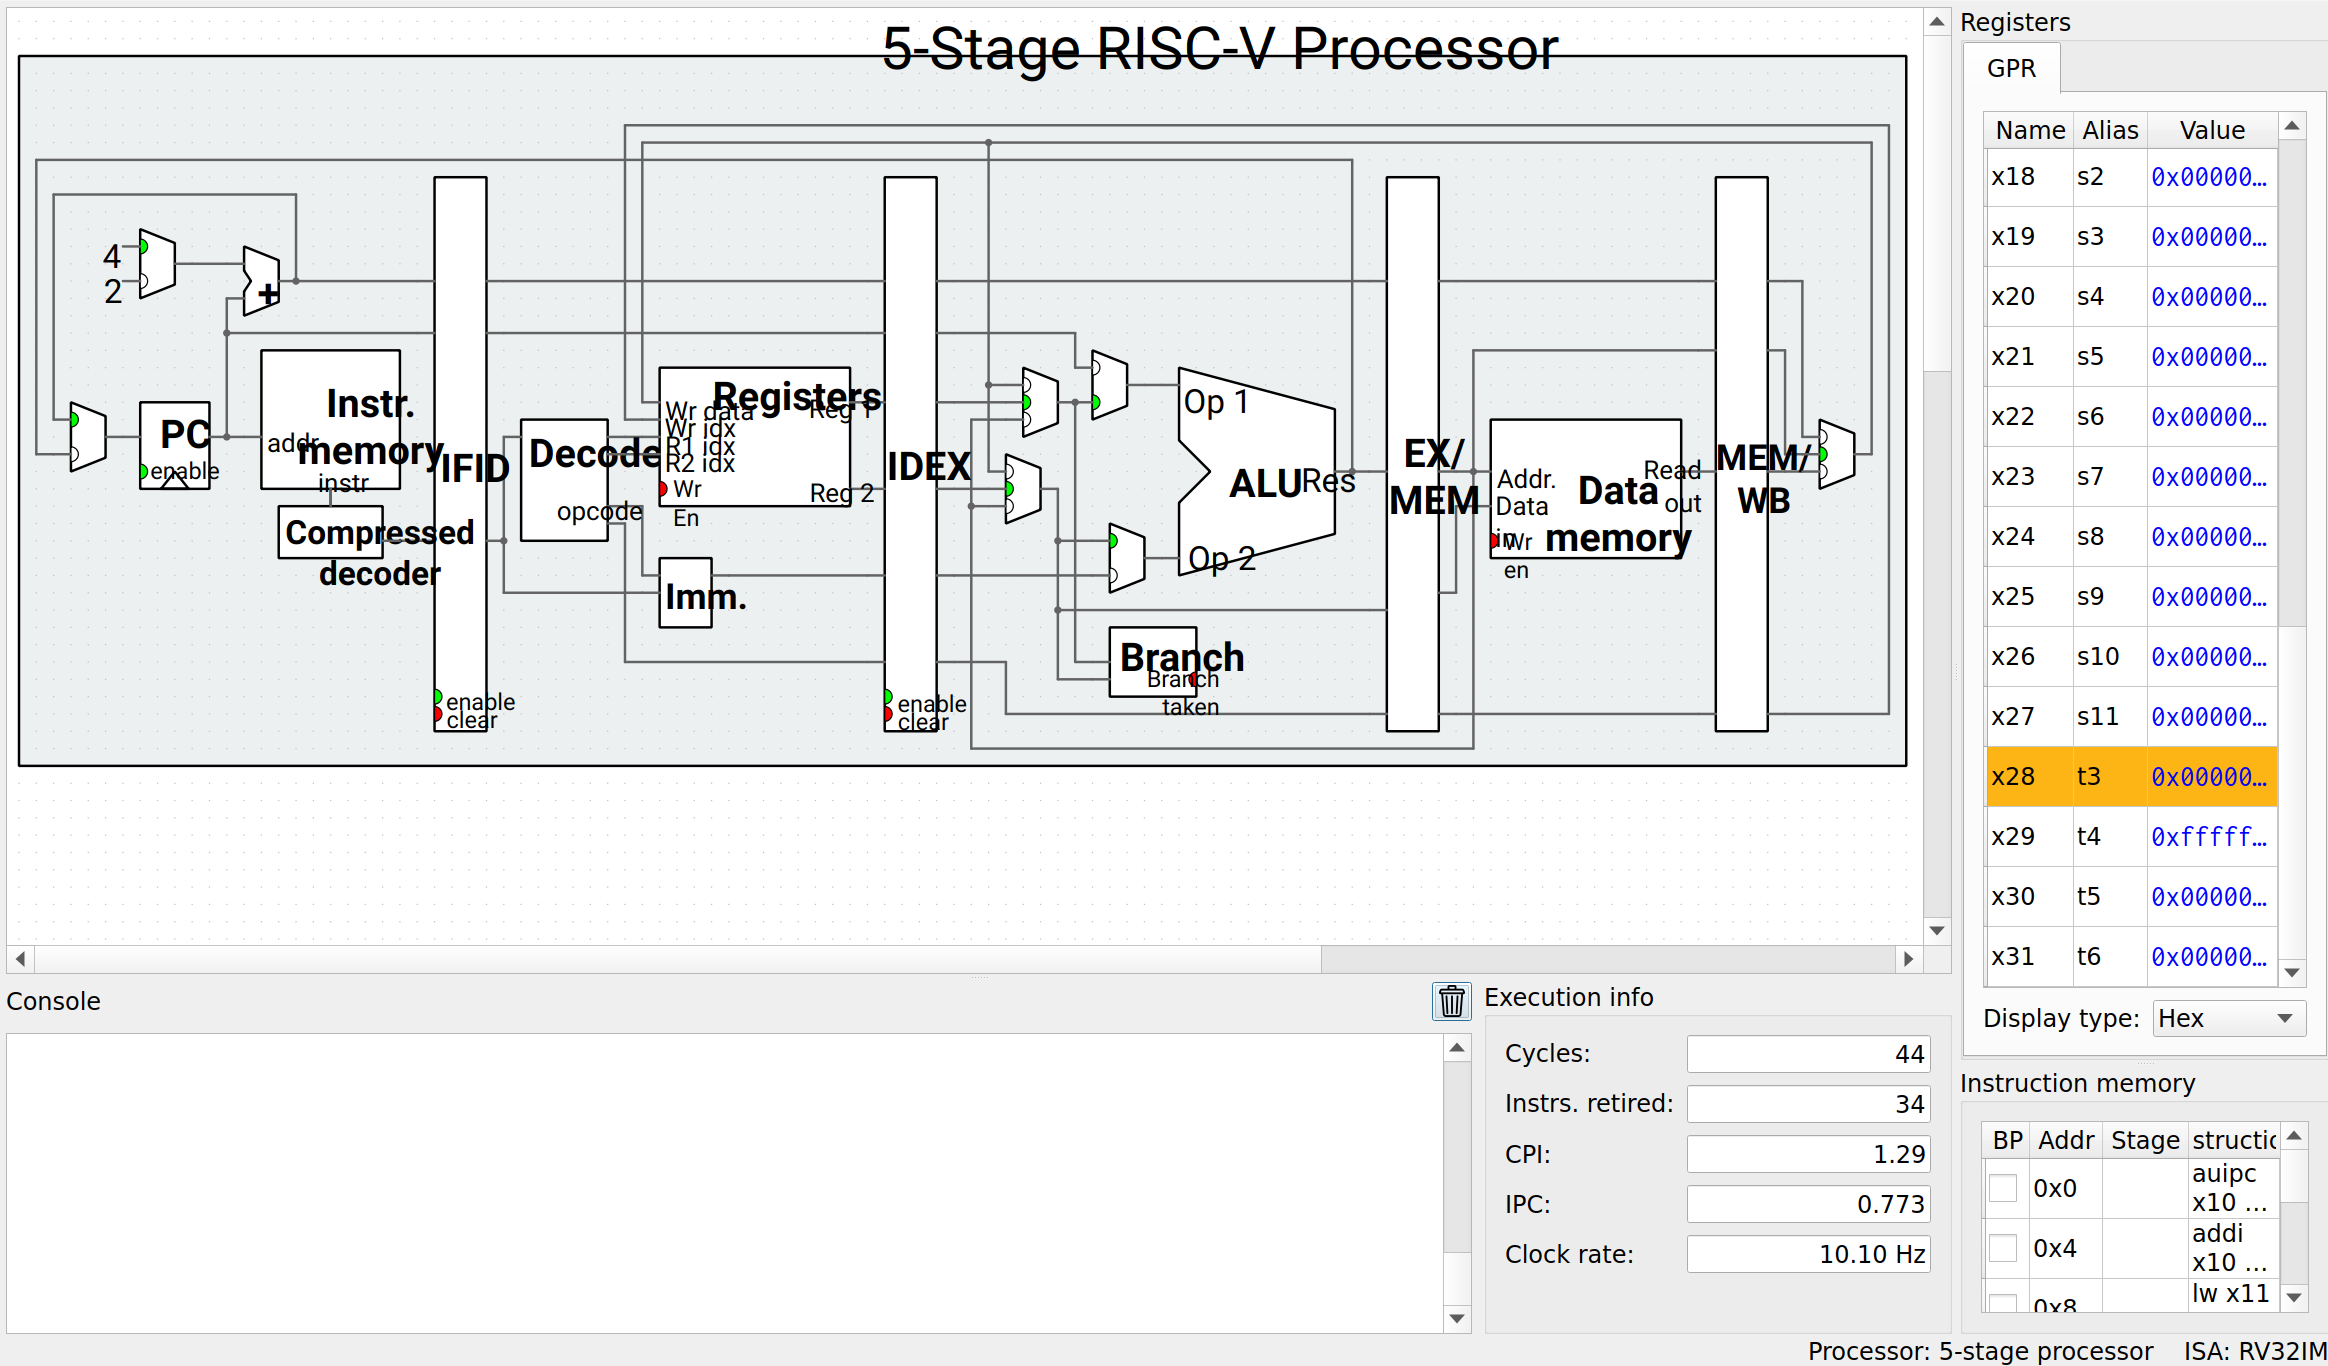 5-Stage RISC-V Processor
4
2
+
PC
enable
Instr.
memory
addr
instr
Compressed
decoder
IFID
enable
clear
Decode
opcode
Registers
Wr data
Wr idx
R1 idx
R2 idx
Wr
En
Reg 1
Reg 2
Imm.
IDEX
enable
clear
Op 1
Op 2
ALU
Res
Branch
Branch
taken
EX/
MEM
Addr.
Data
in
Wr
en
Data
memory
Read
out
MEM/
WB
Registers
GPR
Name Alias Value
x18 s2 0x00000…
x19 s3 0x00000…
x20 s4 0x00000…
x21 s5 0x00000…
x22 s6 0x00000…
x23 s7 0x00000…
x24 s8 0x00000…
x25 s9 0x00000…
x26 s10 0x00000…
x27 s11 0x00000…
x28 t3 0x00000…
x29 t4 0xfffff…
x30 t5 0x00000…
x31 t6 0x00000…
Display type: Hex
Console
Execution info
Cycles: 44
Instrs. retired: 34
CPI: 1.29
IPC: 0.773
Clock rate: 10.10 Hz
Instruction memory
BP Addr Stage structic
0x0 auipc
x10 …
0x4 addi
x10 …
0x8 lw x11
Processor: 5-stage processor ISA: RV32IM